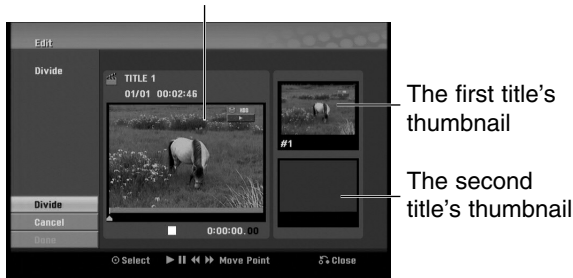 Edit
Divide
TITLE 1
01/01 00:02:46
HDD
#1
The first title's
thumbnail
The second
title's thumbnail
Divide
Cancel
Done
0:00:00.00
Select
Move Point
Close